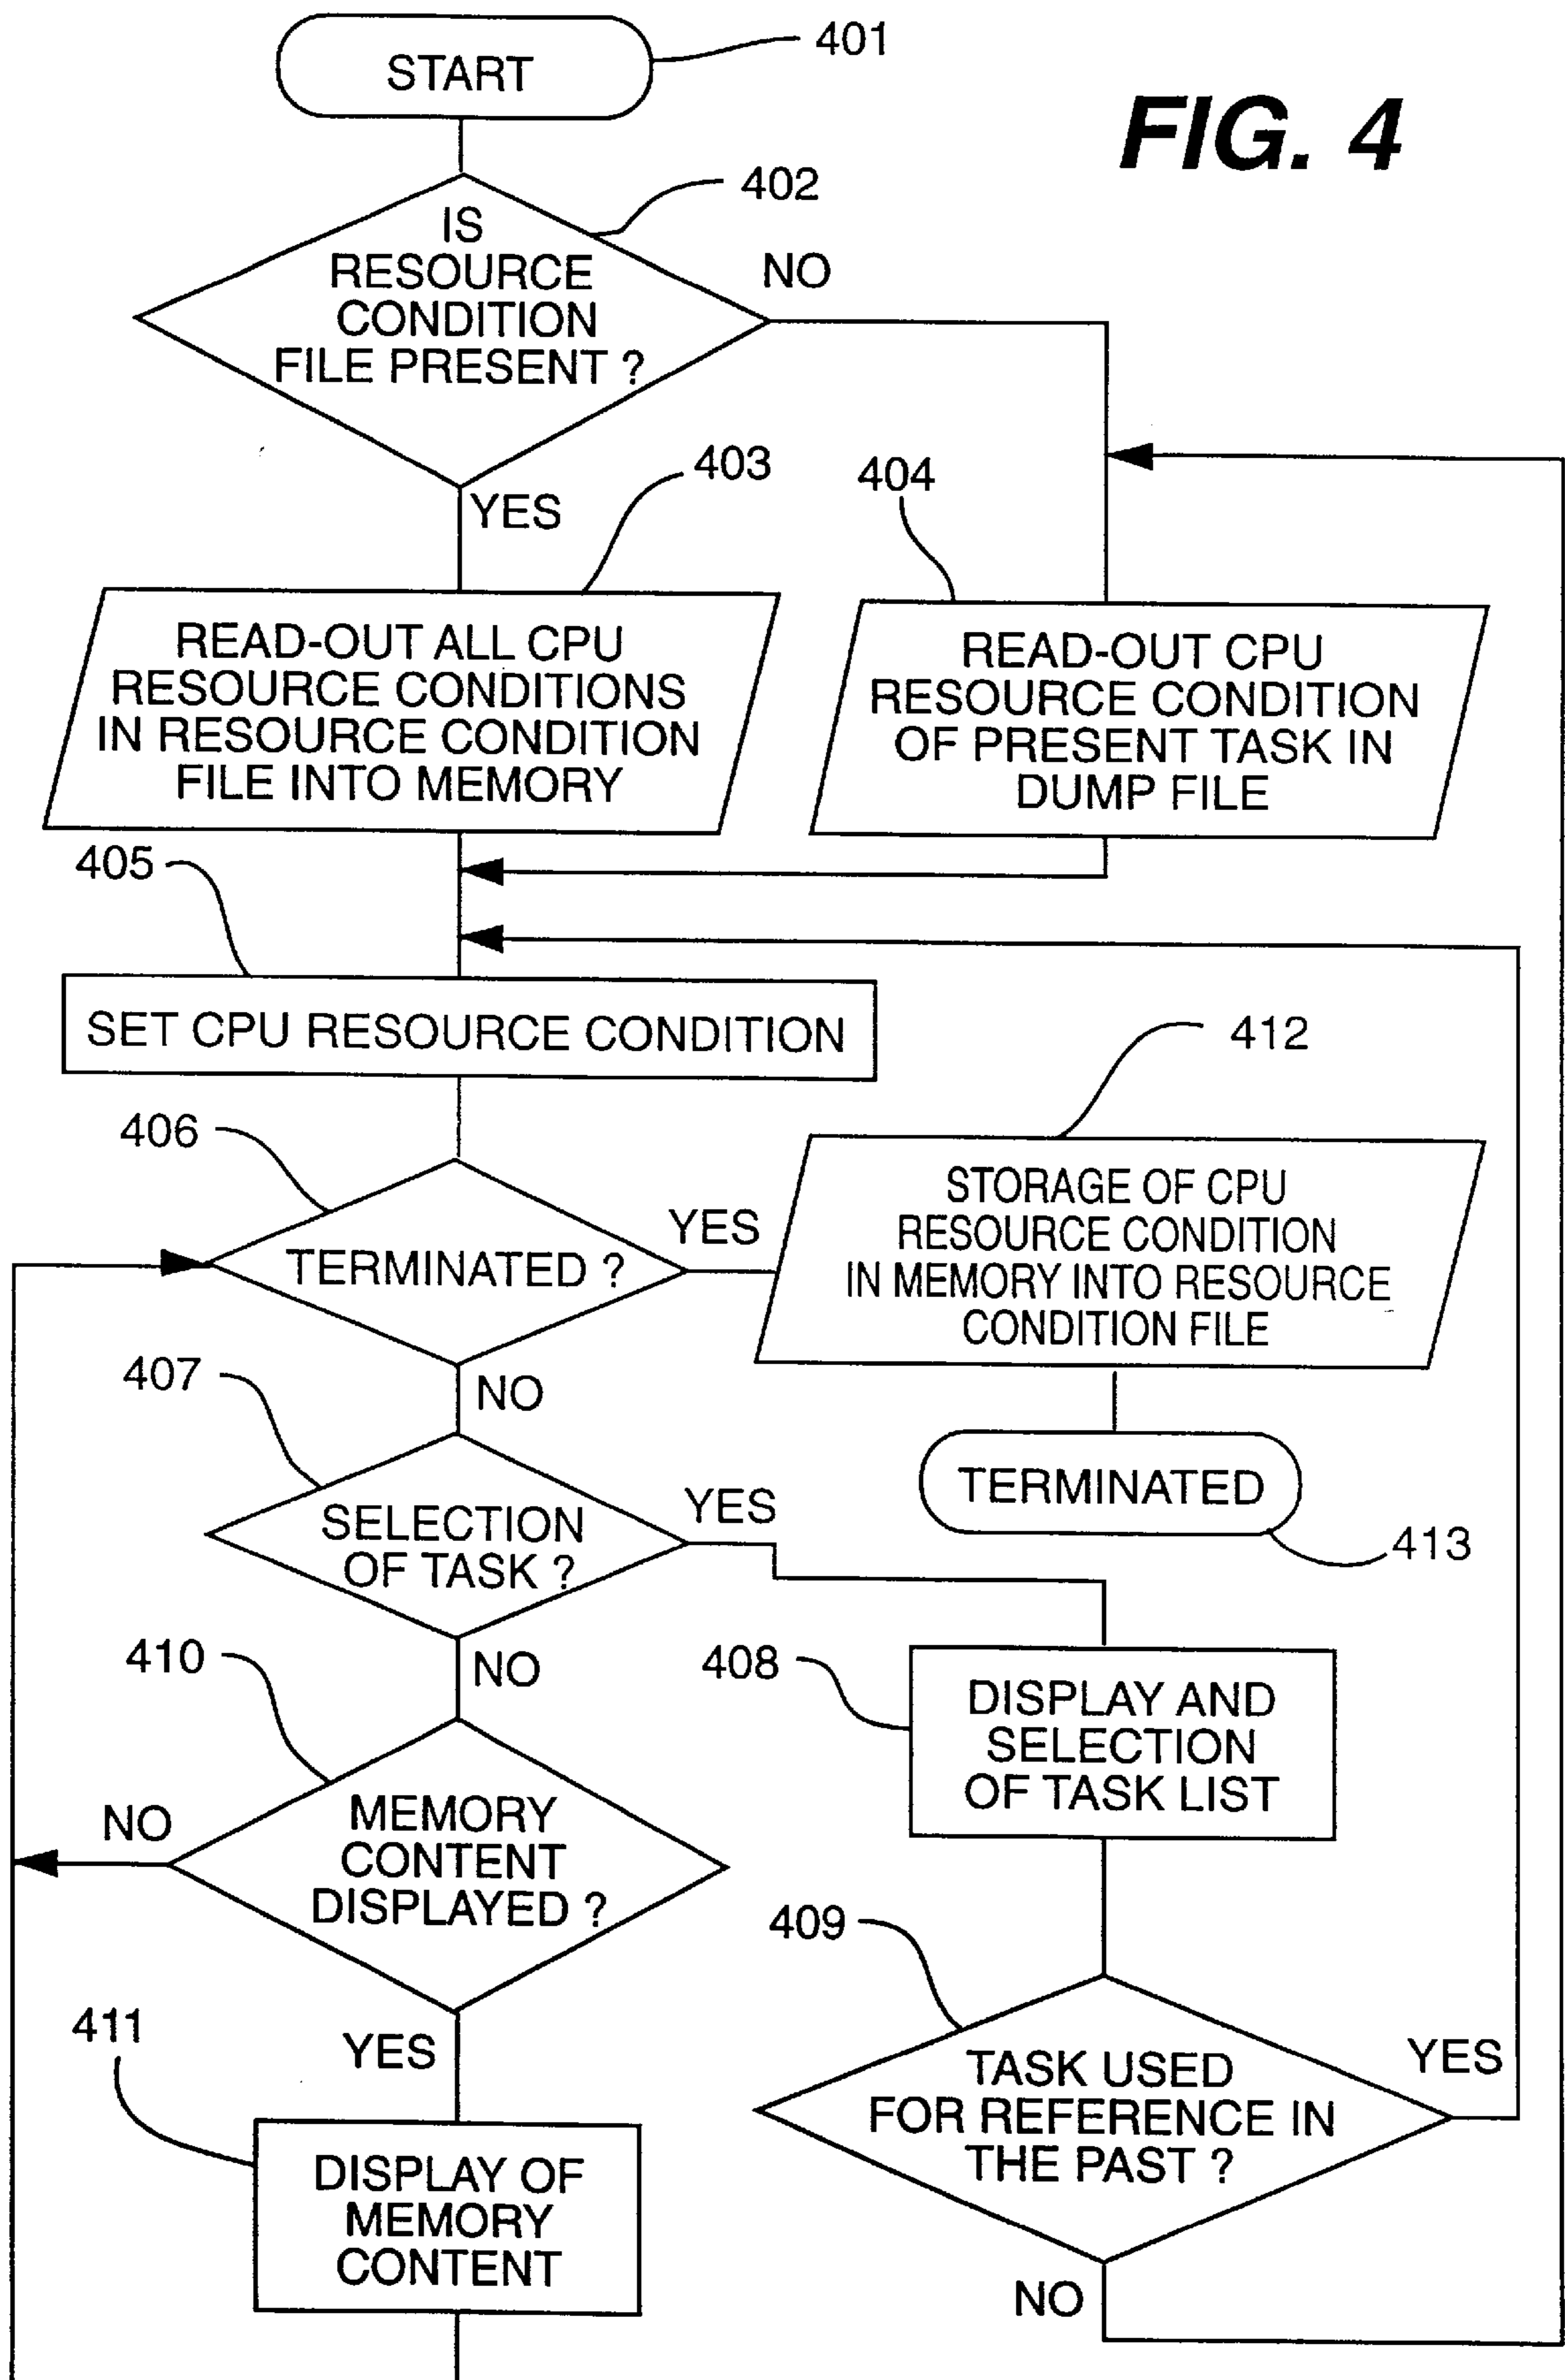 401
START
FIG. 4
402
IS
RESOURCE
CONDITION
FILE PRESENT ?
NO
YES
403
404
READ-OUT ALL CPU
RESOURCE CONDITIONS
IN RESOURCE CONDITION
FILE INTO MEMORY
READ-OUT CPU
RESOURCE CONDITION
OF PRESENT TASK IN
DUMP FILE
405
SET CPU RESOURCE CONDITION
412
406
TERMINATED ?
YES
STORAGE OF CPU
RESOURCE CONDITION
IN MEMORY INTO RESOURCE
CONDITION FILE
NO
407
SELECTION
OF TASK ?
YES
TERMINATED
413
NO
410
408
DISPLAY AND
SELECTION
OF TASK LIST
MEMORY
CONTENT
DISPLAYED ?
NO
YES
409
TASK USED
FOR REFERENCE IN
THE PAST ?
YES
NO
411
DISPLAY OF
MEMORY
CONTENT